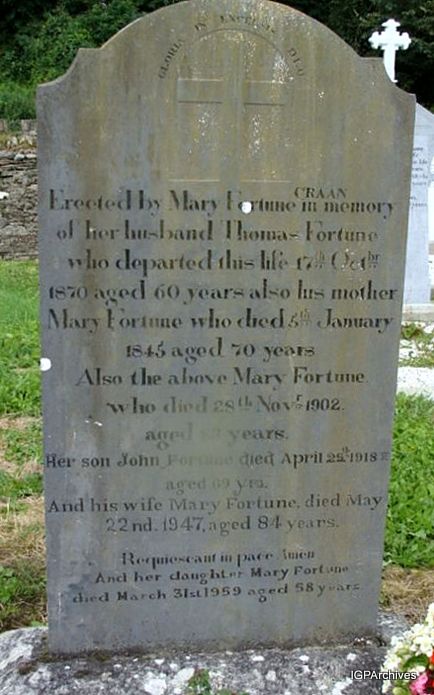 GLORIA IN EXCELSIS DEO
CRAAN
Erected by Mary Fortune in memory
of her husband Thomas Fortune
who departed this life 17th Octbr
1870 aged 60 years also his mother
Mary Fortune who died 5th January
1845 aged 70 years
Also the above Mary Fortune
who died 28th Novr 1902.
aged years.
Her son John Fortune died April 25th 1918
aged 69 yrs.
And his wife Mary Fortune, died May
22nd. 1947, aged 84 years.
Requiescant in pace Amen
And her daughter Mary Fortune
died March 31st 1959 aged 58 years
IGPArchives